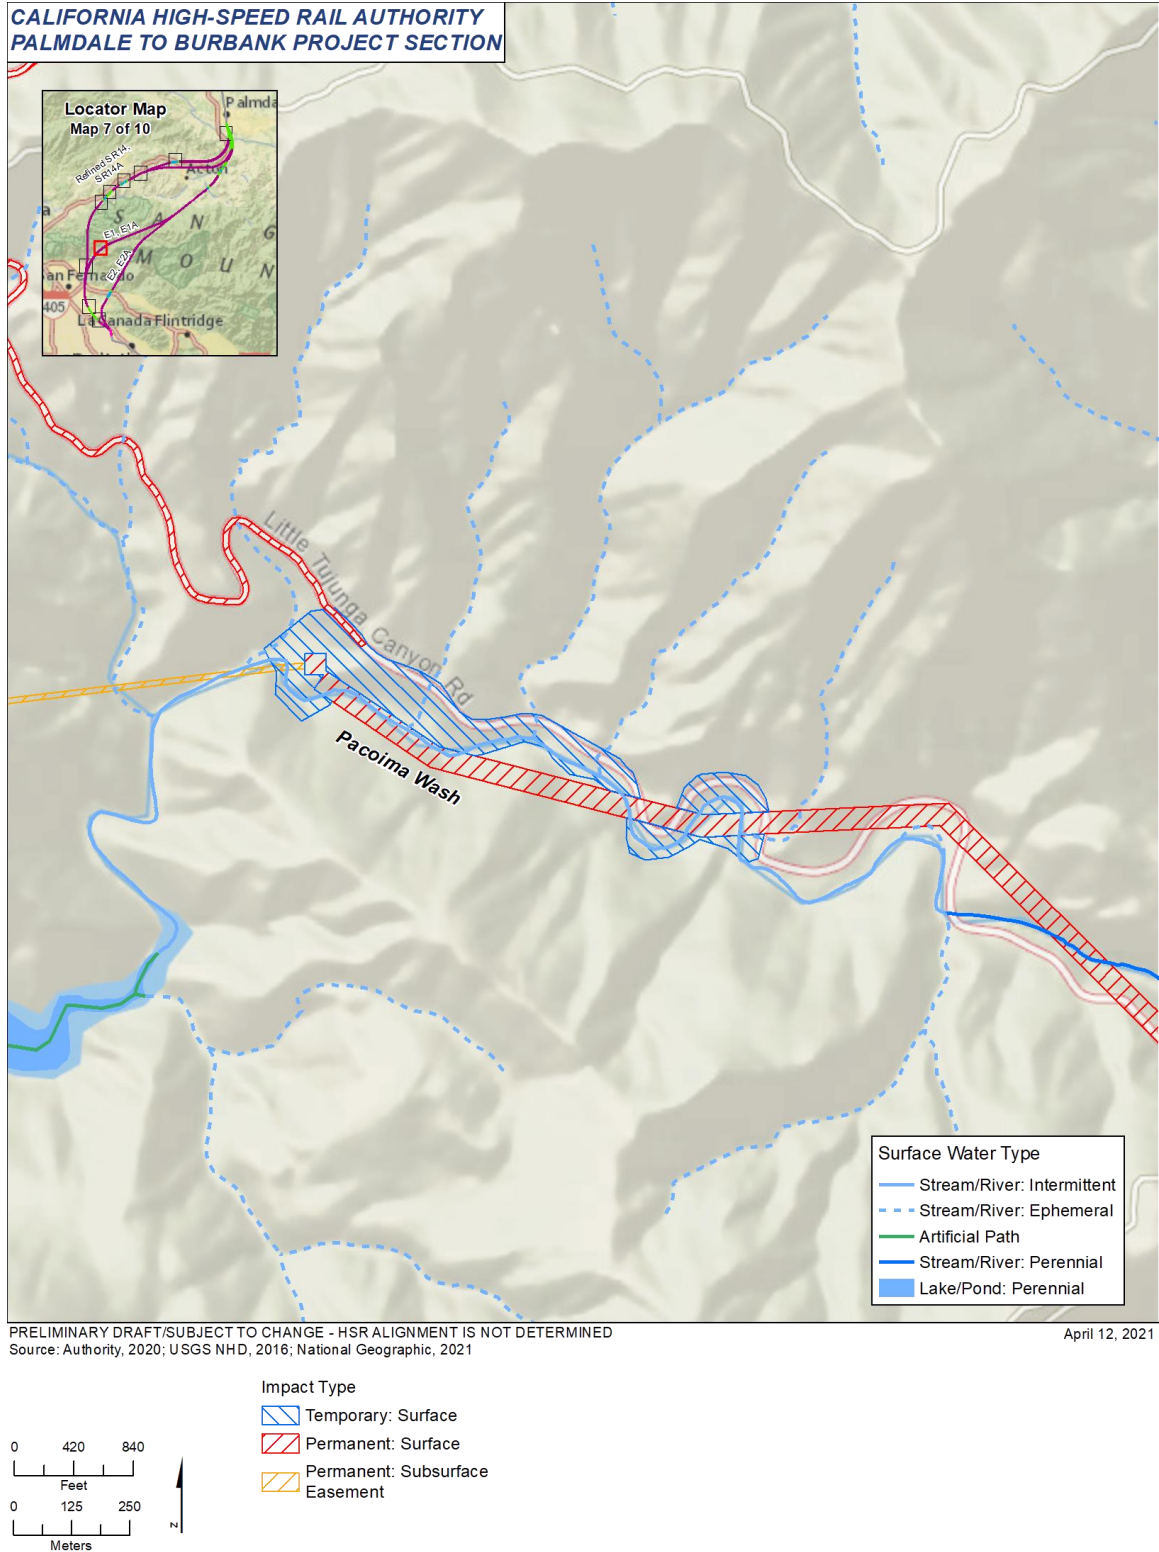 CALIFORNIA HIGH-SPEED RAIL AUTHORITY
PALMDALE TO BURBANK PROJECT SECTION
Locator Map
Map 7 of 10
Palmda
Refined SR14,
SR14A
Acton
a
S A N
G
E1, E1A
M O U N
E2, E2A
an Fernando
405
La Canada Flintridge
Little Tujunga Canyon Rd
Pacoima Wash
Surface Water Type
Stream/River: Intermittent
Stream/River: Ephemeral
Artificial Path
Stream/River: Perennial
Lake/Pond: Perennial
PRELIMINARY DRAFT/SUBJECT TO CHANGE - HSR ALIGNMENT IS NOT DETERMINED
April 12, 2021
Source: Authority, 2020; USGS NHD, 2016; National Geographic, 2021
Impact Type
Temporary: Surface
Permanent: Surface
Permanent: Subsurface
Easement
0 420 840
Feet
0 125 250
Meters
N